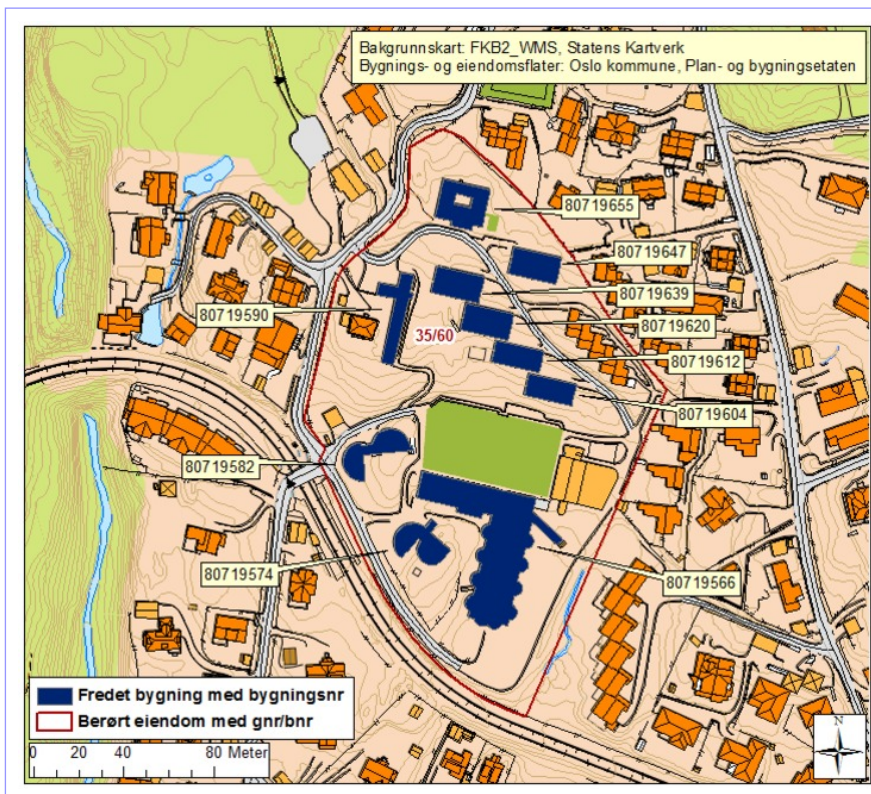 Bakgrunnskart: FKB2_WMS, Statens Kartverk
Bygnings- og eiendomsflater: Oslo kommune, Plan- og bygningsetaten
80719655
80719647
80719639
80719590
80719620
35/60
80719612
80719604
80719582
80719574
80719566
Fredet bygning med bygningsnr
Berørt eiendom med gnr/bnr
0 20 40 80 Meter
N